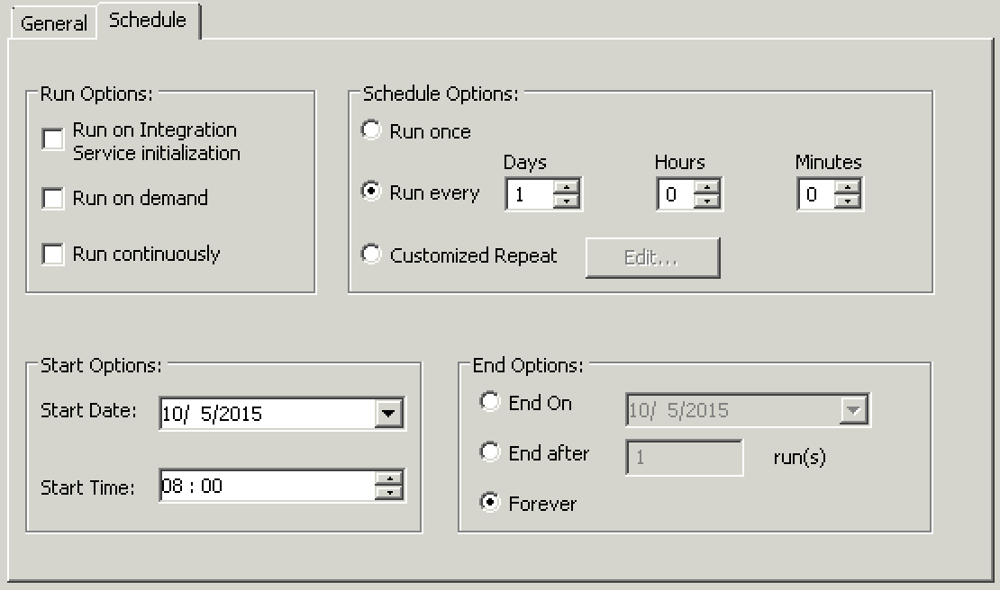 General Schedule
Run Options:
Run on Integration
Service initialization
Run on demand
Run continuously
Schedule Options:
Run once
Days Hours Minutes
Run every 1 0 0
Customized Repeat Edit...
Start Options:
Start Date: 10/ 5/2015
Start Time: 08 : 00
End Options:
End On 10/ 5/2015
End after 1 run(s)
Forever